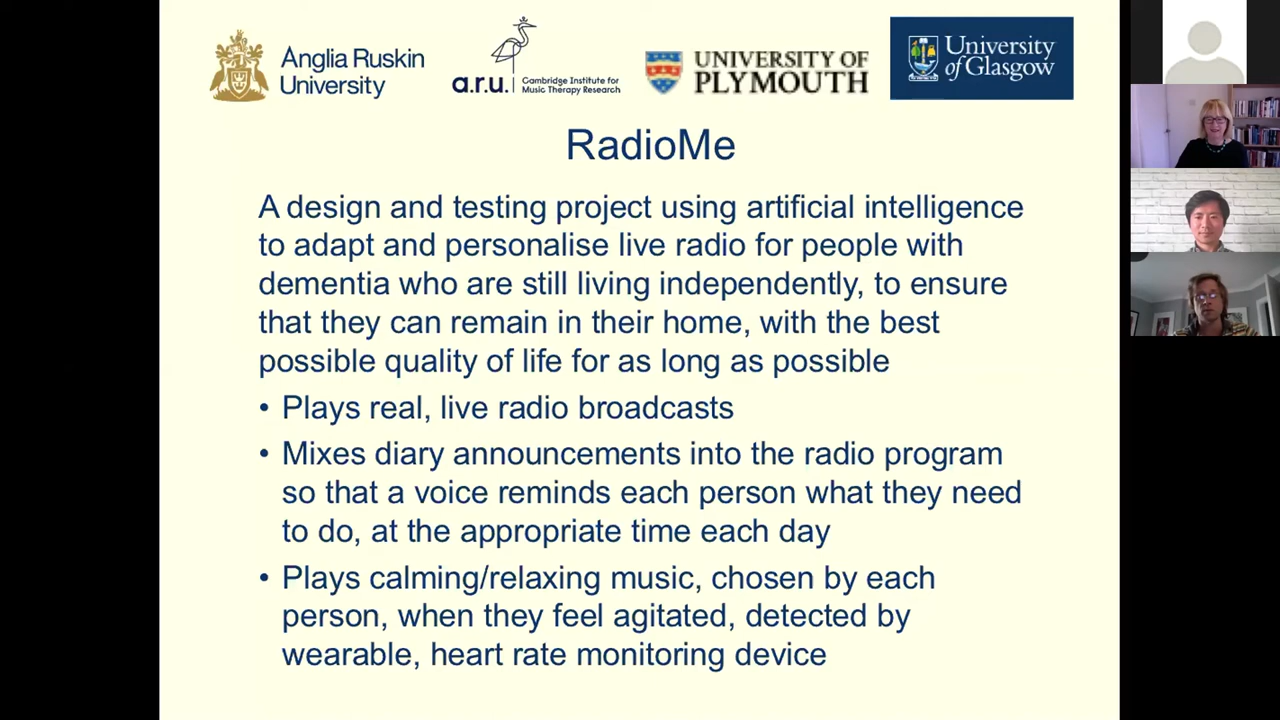 Anglia Ruskin
University
a.r.u.
Cambridge Institute for
Music Therapy Research
UNIVERSITY OF
PLYMOUTH
University
of Glasgow
RadioMe
A design and testing project using artificial intelligence
to adapt and personalise live radio for people with
dementia who are still living independently, to ensure
that they can remain in their home, with the best
possible quality of life for as long as possible
• Plays real, live radio broadcasts
• Mixes diary announcements into the radio program
so that a voice reminds each person what they need
to do, at the appropriate time each day
• Plays calming/relaxing music, chosen by each
person, when they feel agitated, detected by
wearable, heart rate monitoring device